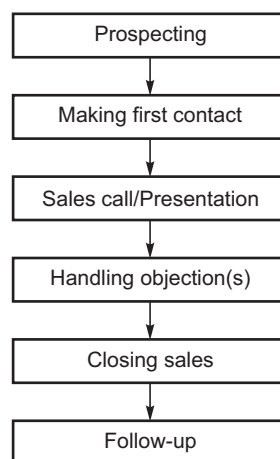 Prospecting
Making first contact
Sales call/Presentation
Handling objection(s)
Closing sales
Follow-up